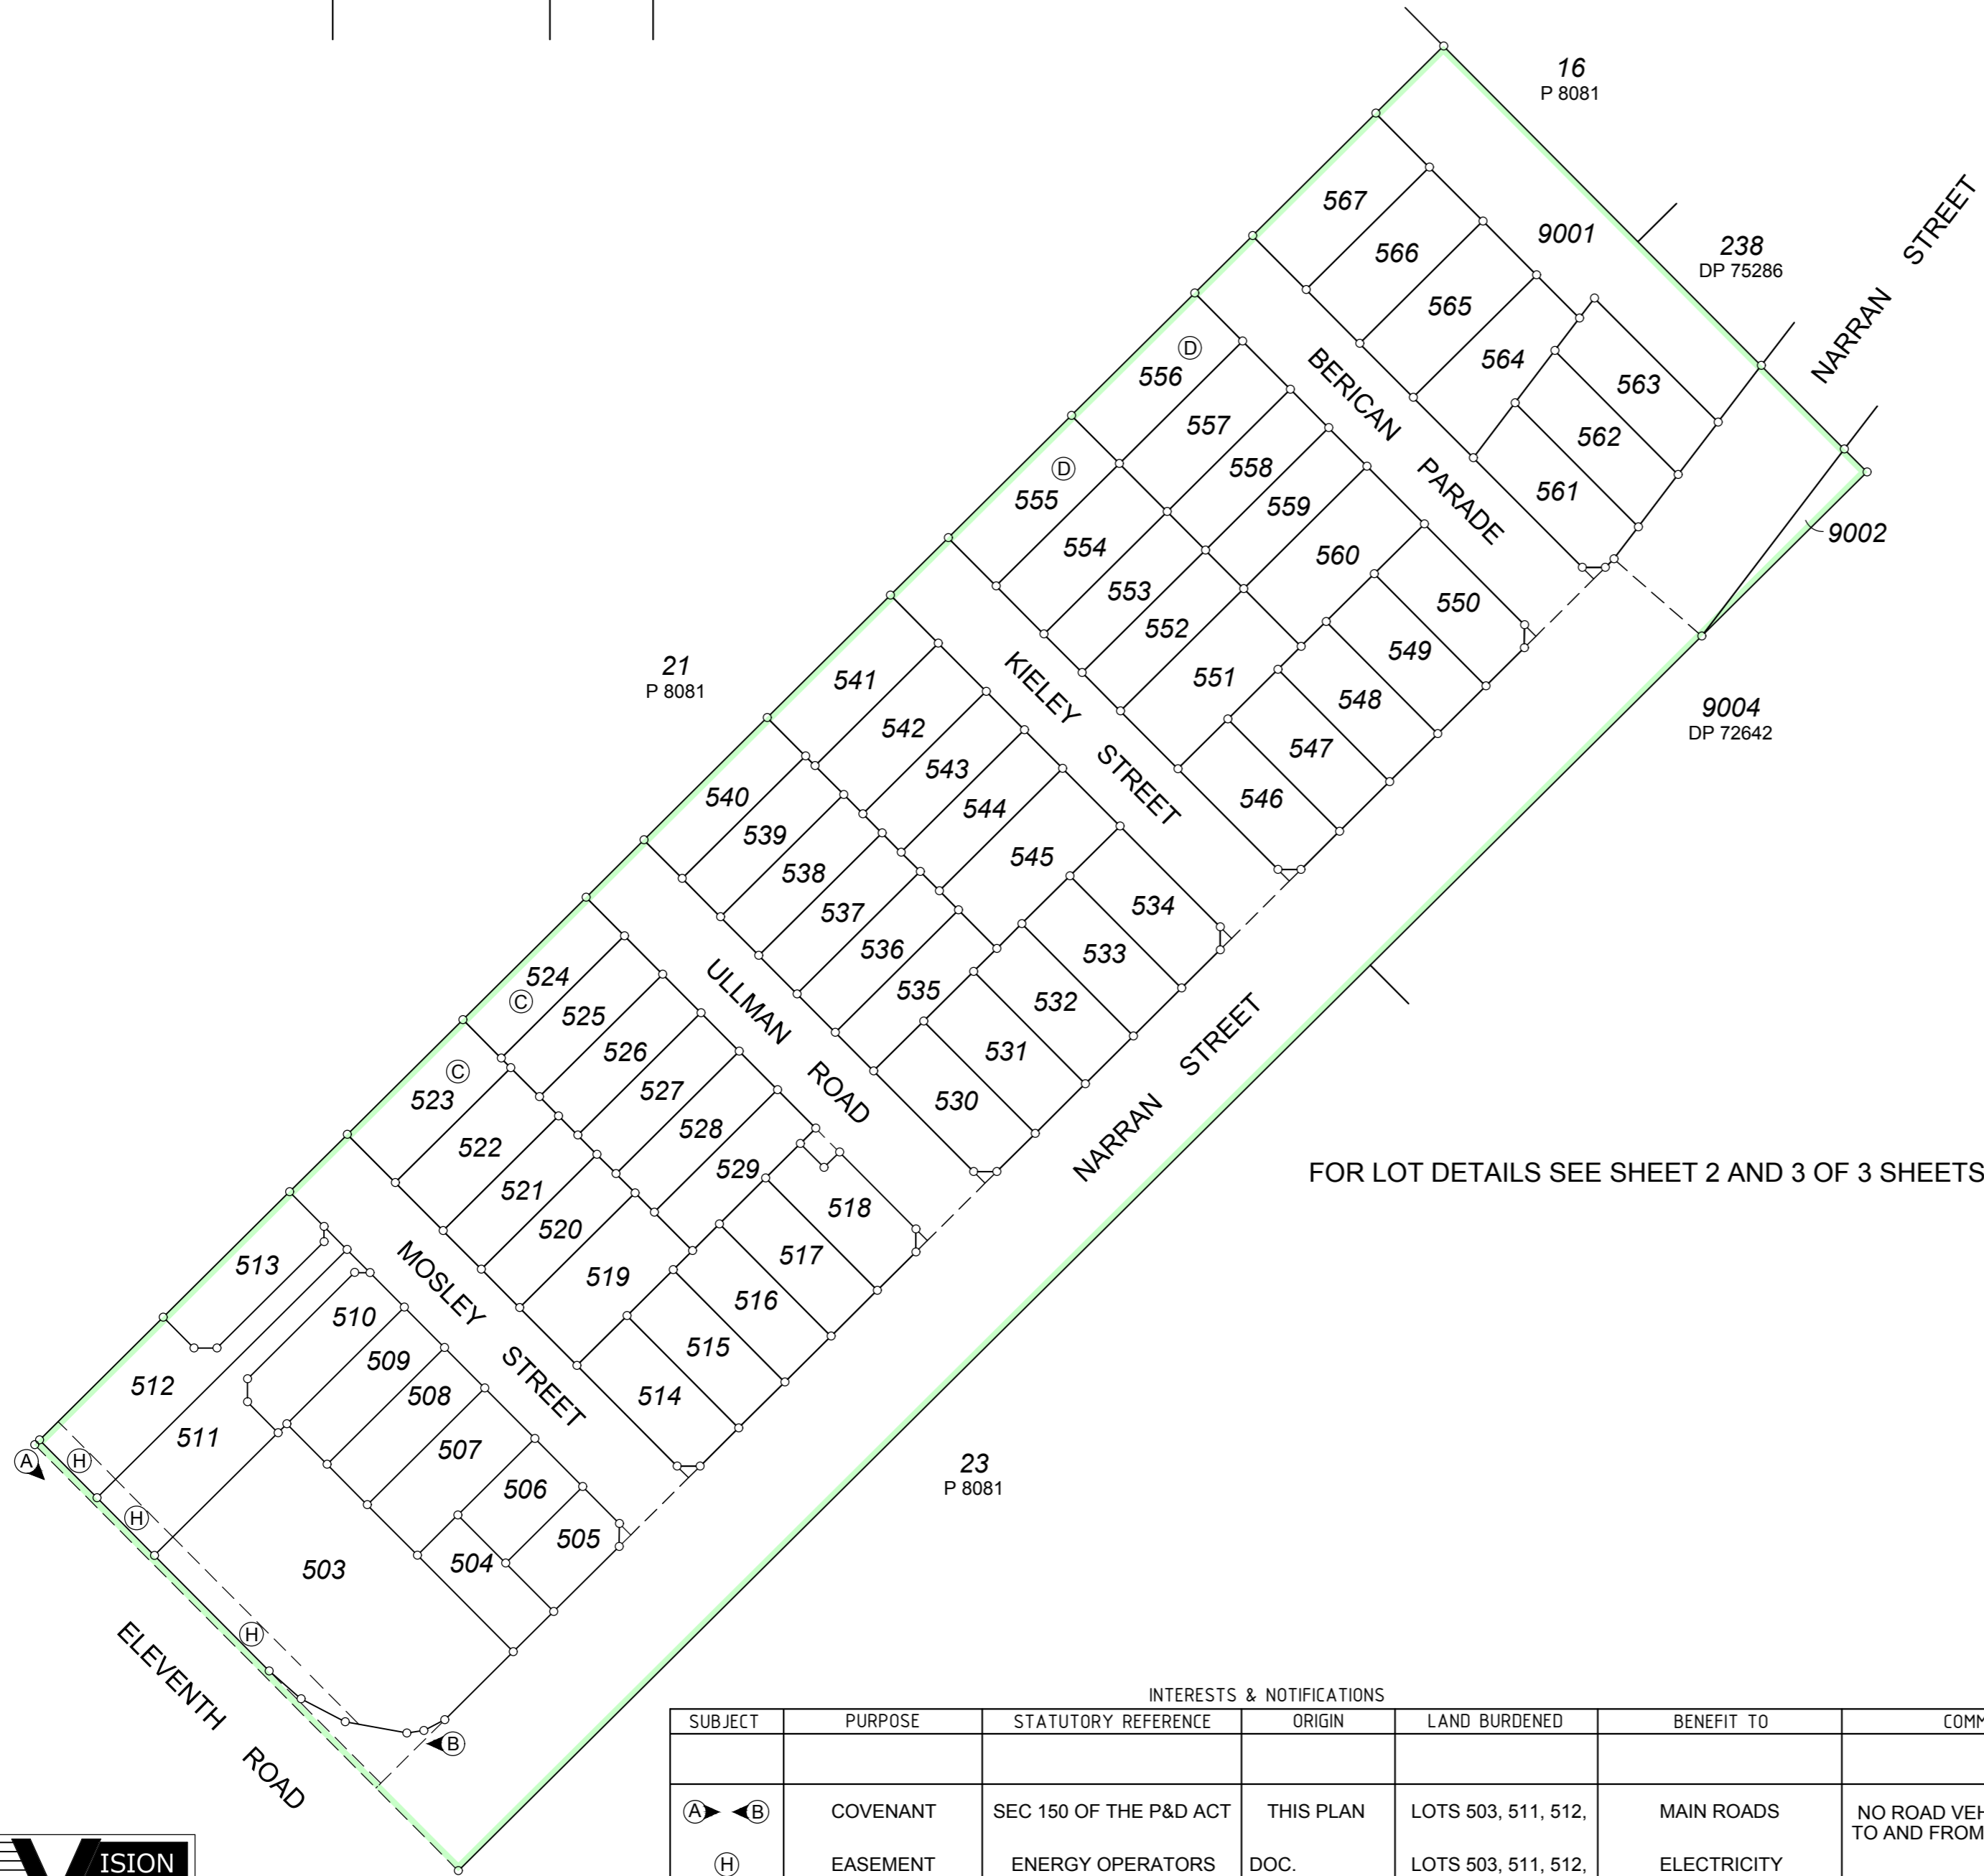 16
P 8081
238
DP 75286
NARRAN STREET
9001
567
566
565
564
563
562
561
9002
BERICAN PARADE
D
556
557
558
559
560
550
D
555
554
553
552
551
549
548
547
546
9004
DP 72642
21
P 8081
KIELEY STREET
541
542
543
544
545
534
540
539
538
537
536
535
533
532
531
530
ULLMAN ROAD
NARRAN STREET
524
C
525
526
527
528
529
518
C
523
522
521
520
519
517
516
515
514
FOR LOT DETAILS SEE SHEET 2 AND 3 OF 3 SHEETS
MOSLEY STREET
513
512
511
510
509
508
507
506
505
504
503
A
H
H
H
B
23
P 8081
ELEVENTH ROAD
INTERESTS & NOTIFICATIONS
SUBJECT PURPOSE STATUTORY REFERENCE ORIGIN LAND BURDENED BENEFIT TO COMM
A B COVENANT SEC 150 OF THE P&D ACT THIS PLAN LOTS 503, 511, 512, MAIN ROADS NO ROAD VEH
TO AND FROM
H EASEMENT ENERGY OPERATORS DOC. LOTS 503, 511, 512, ELECTRICITY
VISION